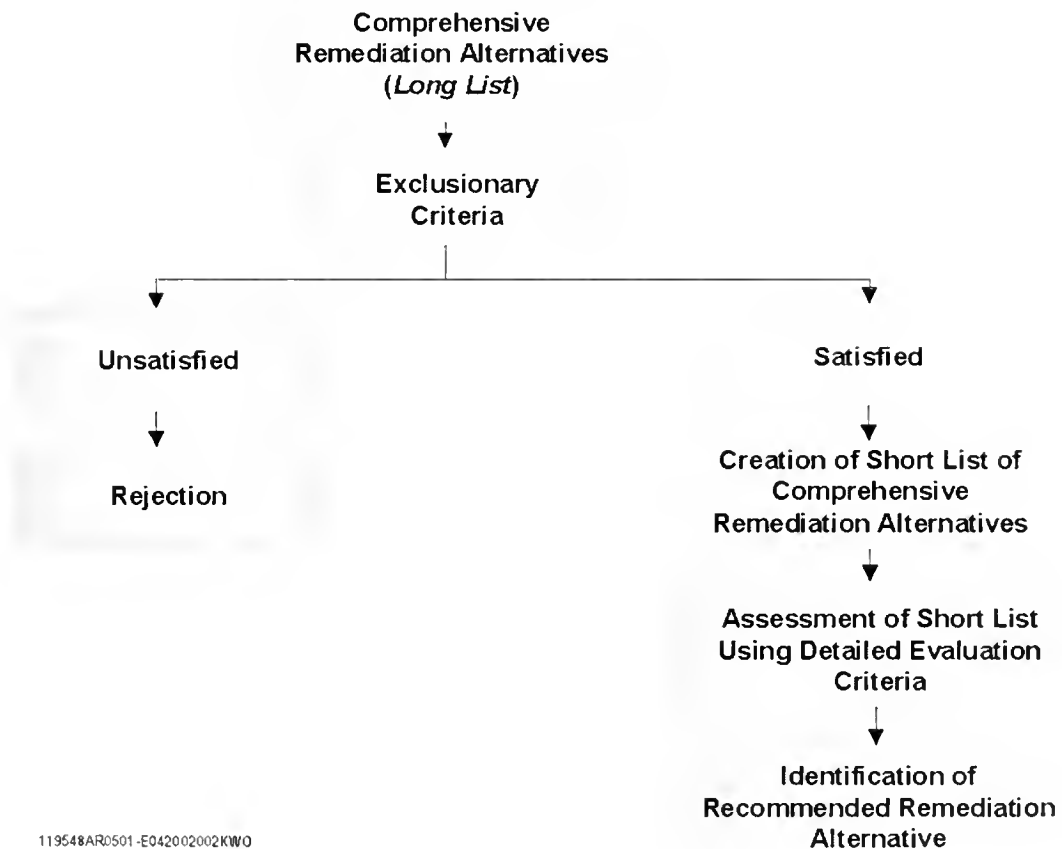 Comprehensive
Remediation Alternatives
(Long List)
Exclusionary
Criteria
Unsatisfied
Satisfied
Rejection
Creation of Short List of
Comprehensive
Remediation Alternatives
Assessment of Short List
Using Detailed Evaluation
Criteria
Identification of
Recommended Remediation
Alternative
119548AR0501-E042002002KWO